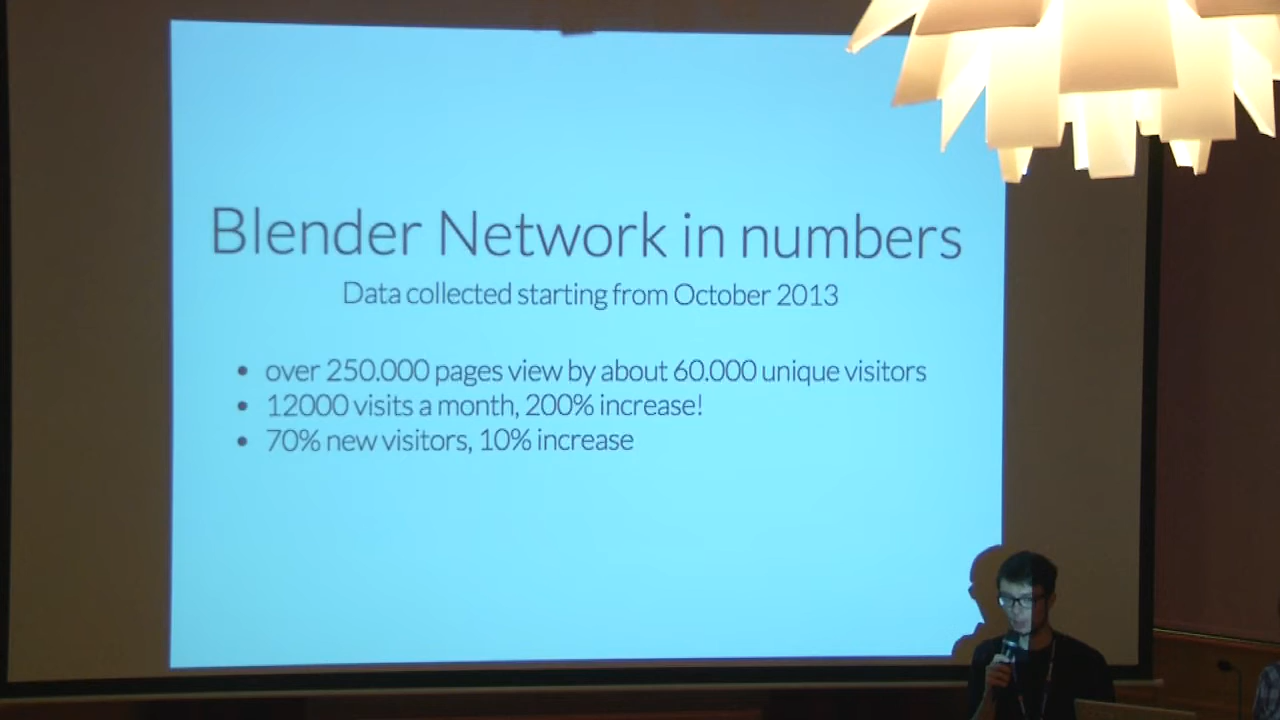 Blender Network in numbers
Data collected starting from October 2013
• over 250.000 pages view by about 60.000 unique visitors
• 12000 visits a month, 200% increase!
• 70% new visitors, 10% increase